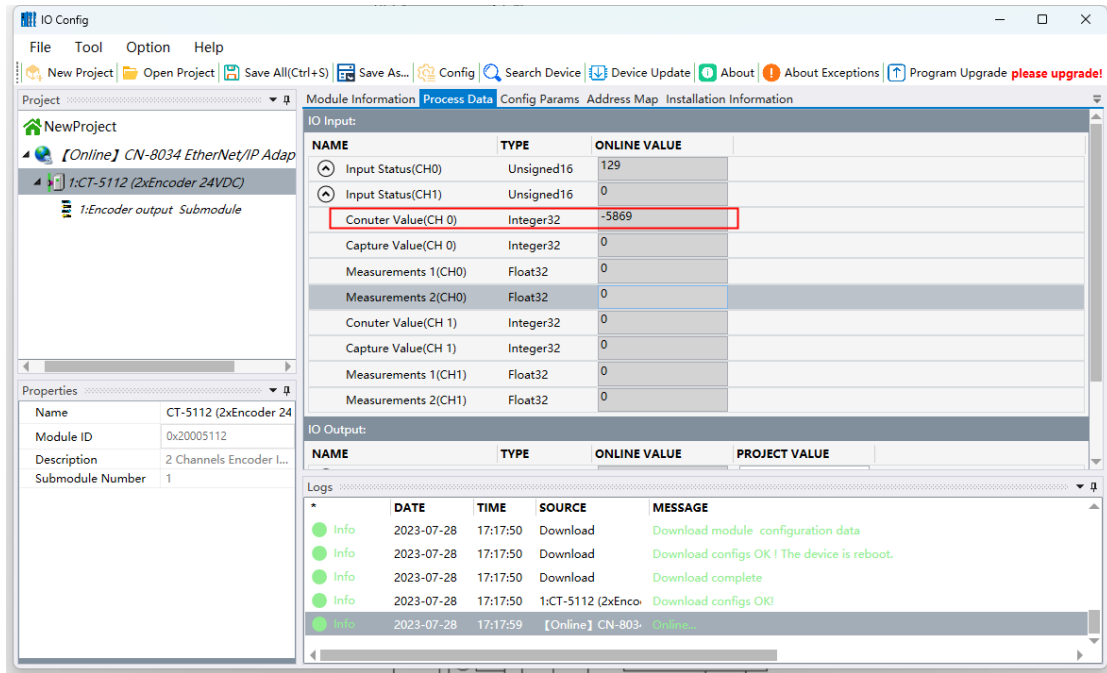 IO Config
File Tool Option Help
New Project Open Project Save All(Ctrl+S) Save As... Config Search Device Device Update About About Exceptions Program Upgrade please upgrade!
Project
NewProject
【Online】CN-8034 EtherNet/IP Adap
1:CT-5112 (2xEncoder 24VDC)
1:Encoder output Submodule
Module Information Process Data Config Params Address Map Installation Information
IO Input:
NAME TYPE ONLINE VALUE
Input Status(CH0) Unsigned16 129
Input Status(CH1) Unsigned16 0
Conuter Value(CH 0) Integer32 -5869
Capture Value(CH 0) Integer32 0
Measurements 1(CH0) Float32 0
Measurements 2(CH0) Float32 0
Conuter Value(CH 1) Integer32 0
Capture Value(CH 1) Integer32 0
Measurements 1(CH1) Float32 0
Measurements 2(CH1) Float32 0
IO Output:
NAME TYPE ONLINE VALUE PROJECT VALUE
Properties
Name CT-5112 (2xEncoder 24
Module ID 0x20005112
Description 2 Channels Encoder I...
Submodule Number 1
Logs
* DATE TIME SOURCE MESSAGE
Info 2023-07-28 17:17:50 Download Download module configuration data
Info 2023-07-28 17:17:50 Download Download configs OK ! The device is reboot.
Info 2023-07-28 17:17:50 Download Download complete
Info 2023-07-28 17:17:50 1:CT-5112 (2xEnco Download configs OK!
Info 2023-07-28 17:17:59 【Online】CN-803 Online...